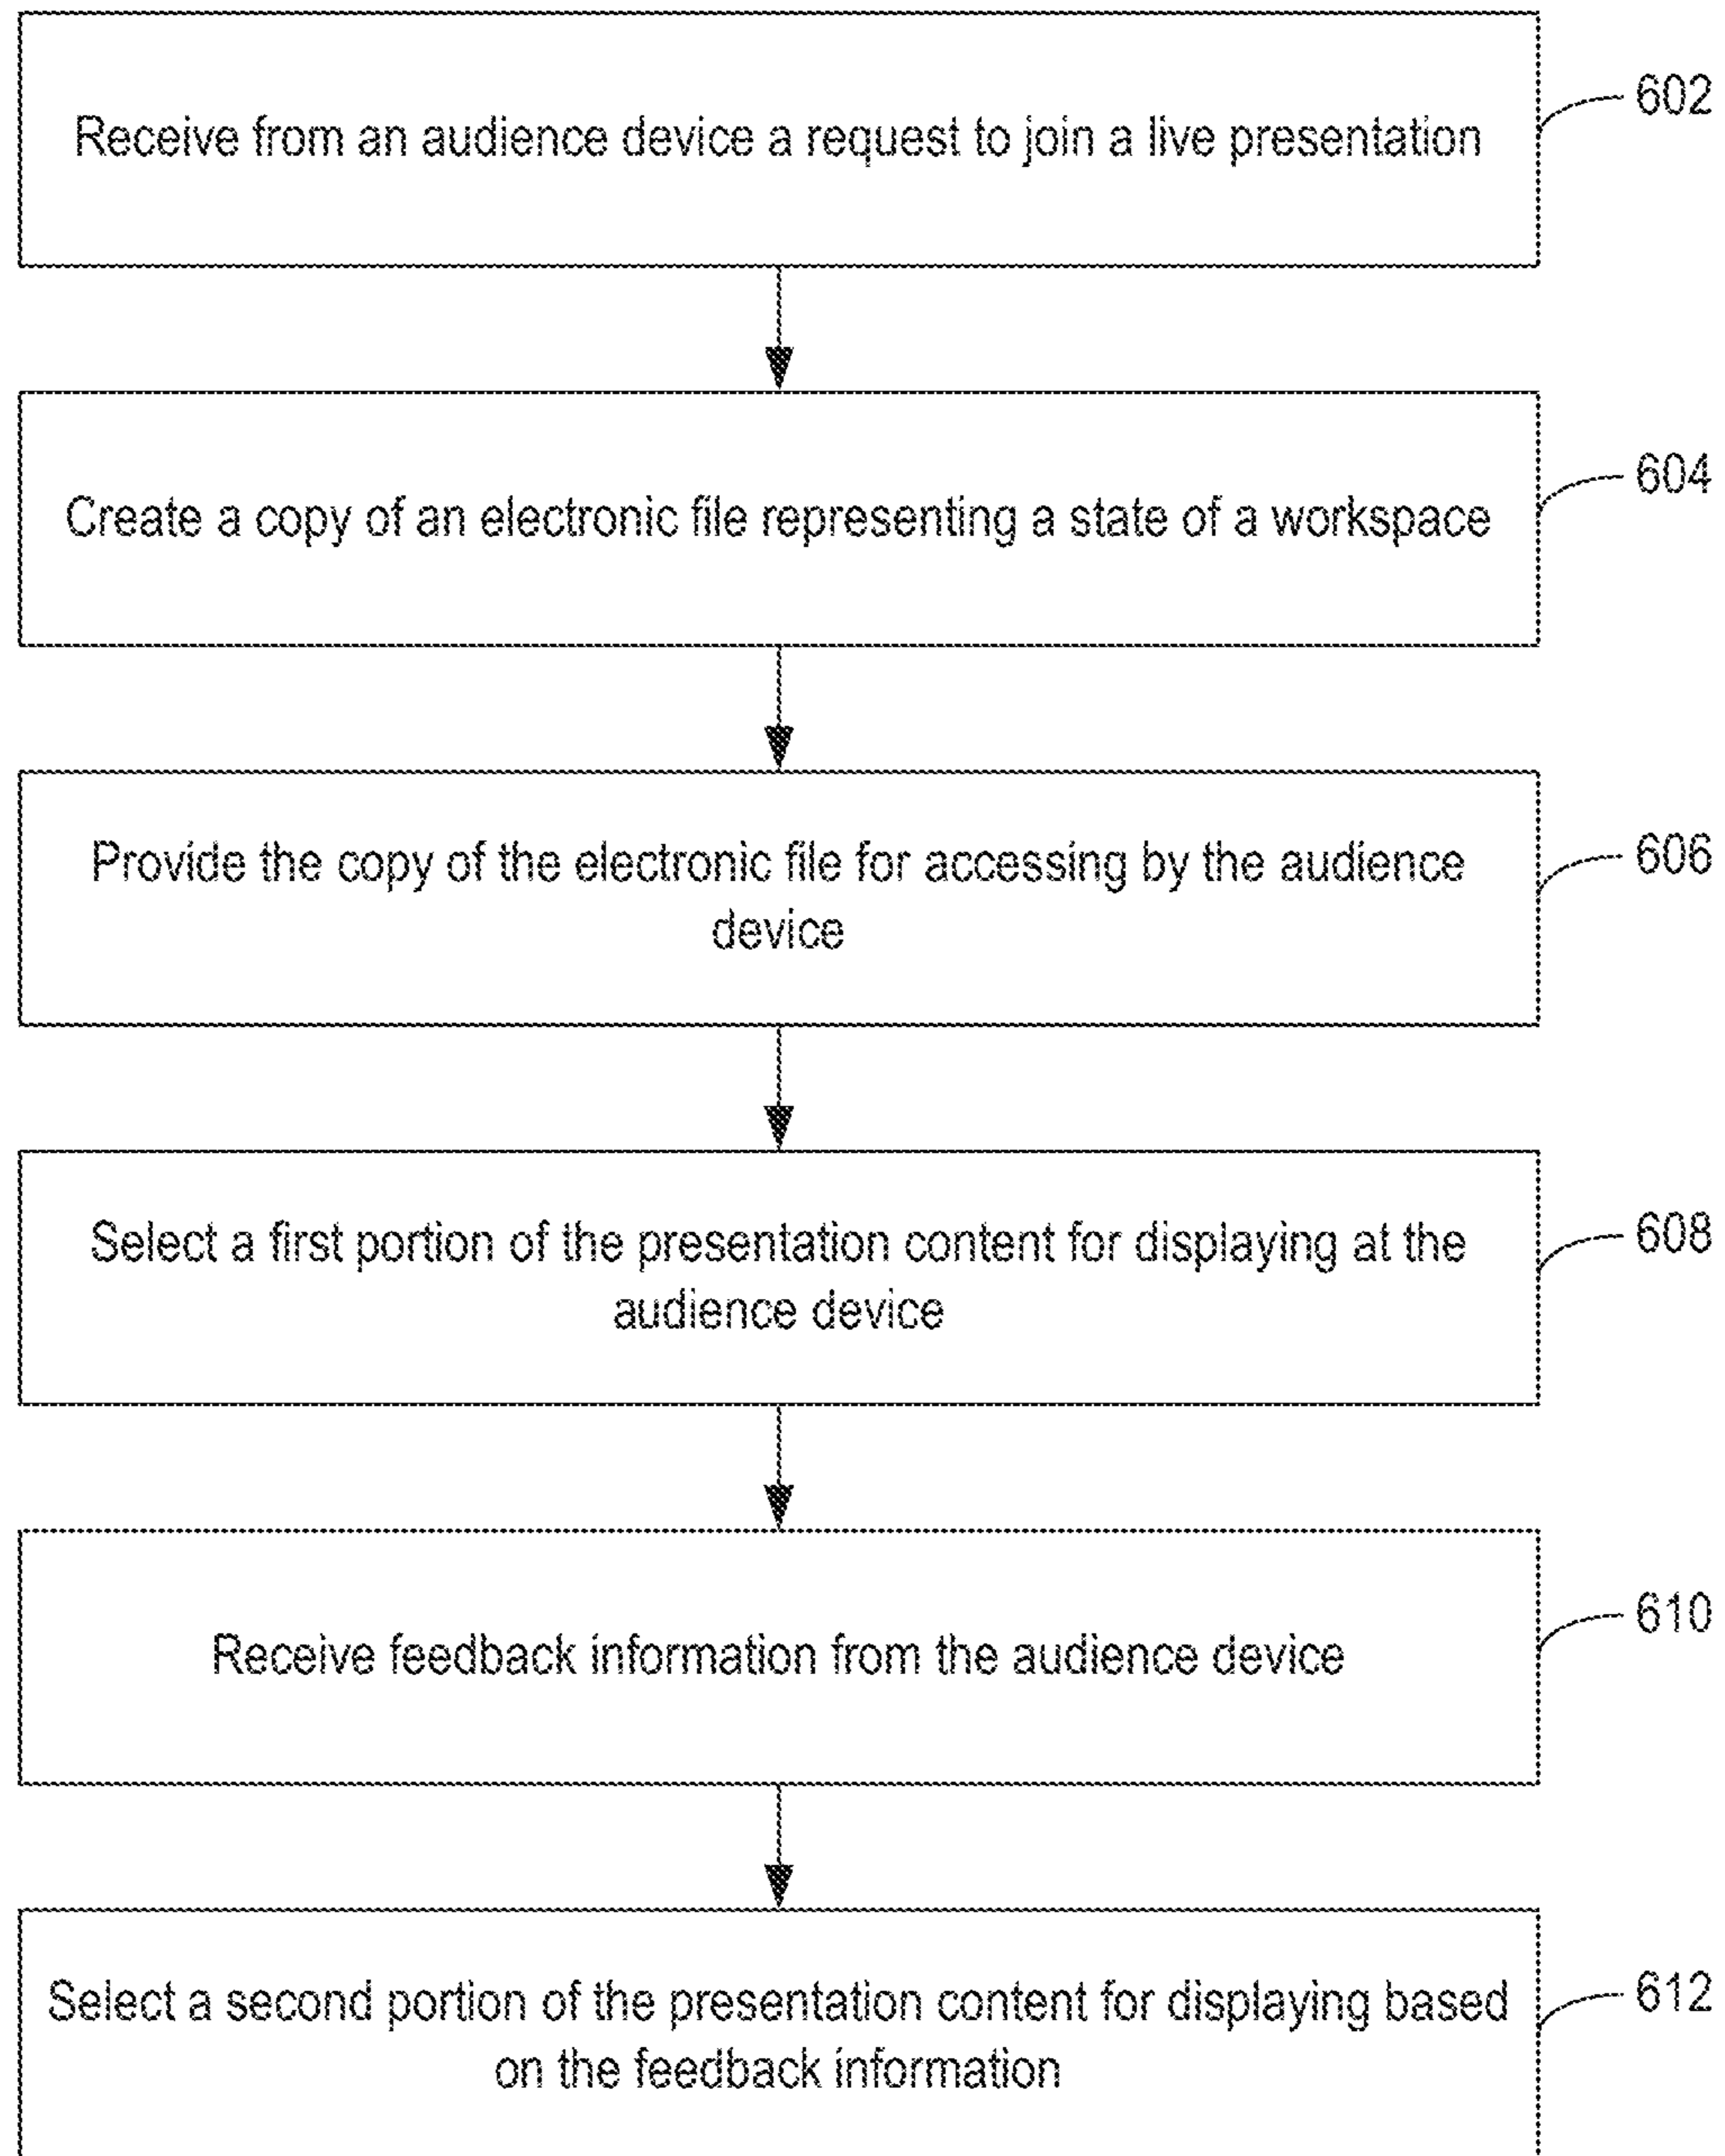 Receive from an audience device a request to join a live presentation
602
Create a copy of an electronic file representing a state of a workspace
604
Provide the copy of the electronic file for accessing by the audience
device
606
Select a first portion of the presentation content for displaying at the
audience device
608
Receive feedback information from the audience device
610
Select a second portion of the presentation content for displaying based
on the feedback information
612